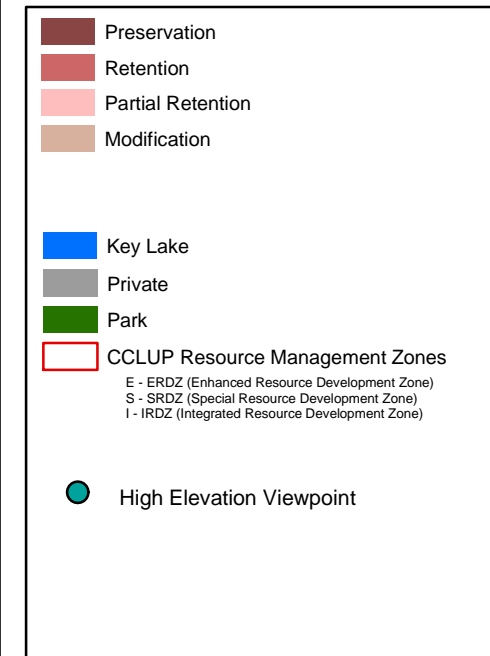 Preservation
Retention
Partial Retention
Modification
Key Lake
Private
Park
CCLUP Resource Management Zones
E - ERDZ (Enhanced Resource Development Zone)
S - SRDZ (Special Resource Development Zone)
I - IRDZ (Integrated Resource Development Zone)
High Elevation Viewpoint